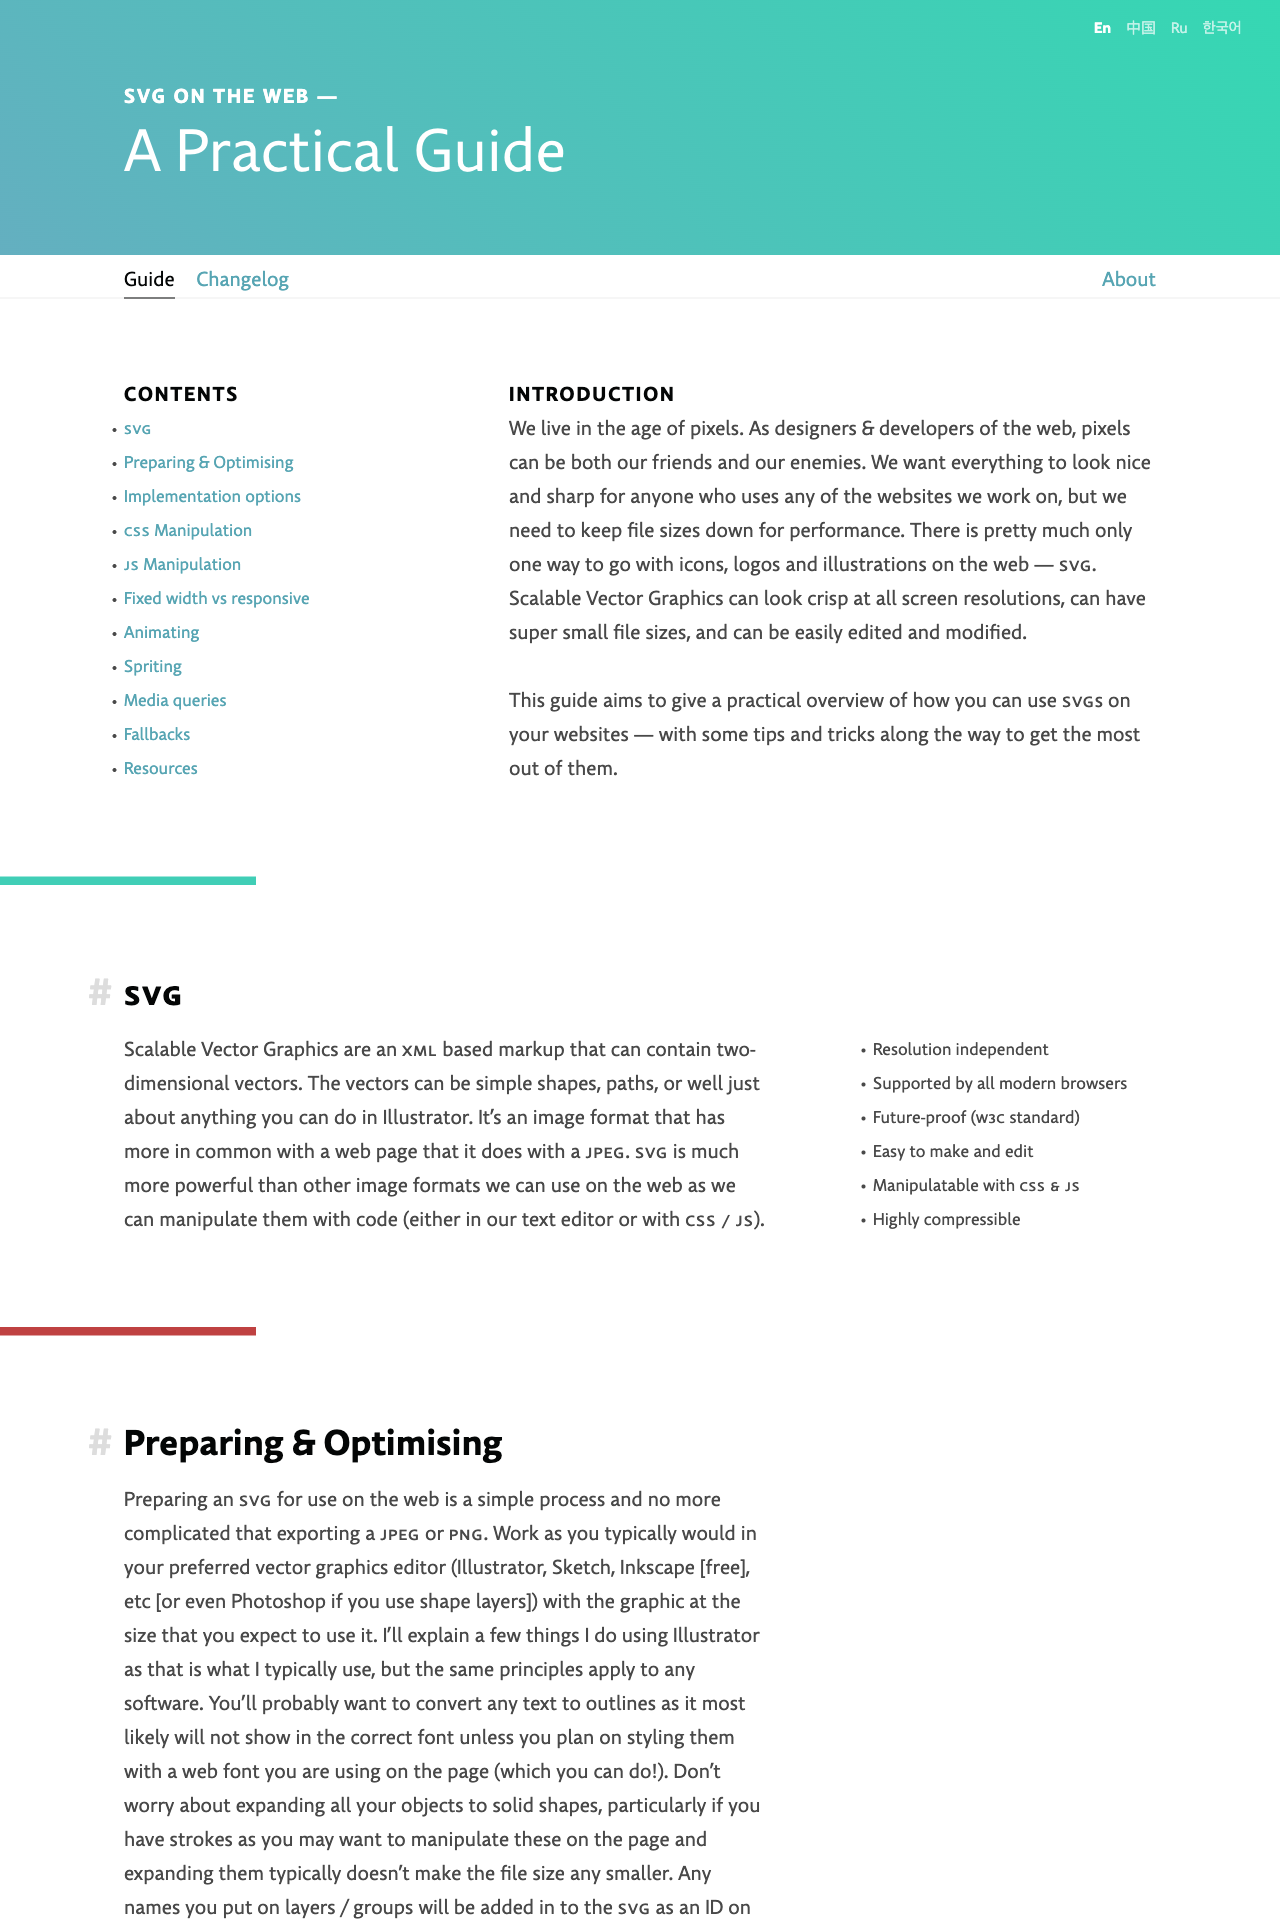 En 中国 Ru 한국어
SVG ON THE WEB —
A Practical Guide
Guide Changelog About
CONTENTS
• SVG
• Preparing & Optimising
• Implementation options
• CSS Manipulation
• JS Manipulation
• Fixed width vs responsive
• Animating
• Spriting
• Media queries
• Fallbacks
• Resources
INTRODUCTION
We live in the age of pixels. As designers & developers of the web, pixels
can be both our friends and our enemies. We want everything to look nice
and sharp for anyone who uses any of the websites we work on, but we
need to keep file sizes down for performance. There is pretty much only
one way to go with icons, logos and illustrations on the web — SVG.
Scalable Vector Graphics can look crisp at all screen resolutions, can have
super small file sizes, and can be easily edited and modified.
This guide aims to give a practical overview of how you can use SVGs on
your websites — with some tips and tricks along the way to get the most
out of them.
# SVG
Scalable Vector Graphics are an XML based markup that can contain two-
dimensional vectors. The vectors can be simple shapes, paths, or well just
about anything you can do in Illustrator. It’s an image format that has
more in common with a web page that it does with a JPEG. SVG is much
more powerful than other image formats we can use on the web as we
can manipulate them with code (either in our text editor or with CSS / JS).
• Resolution independent
• Supported by all modern browsers
• Future-proof (W3C standard)
• Easy to make and edit
• Manipulatable with CSS & JS
• Highly compressible
# Preparing & Optimising
Preparing an SVG for use on the web is a simple process and no more
complicated that exporting a JPEG or PNG. Work as you typically would in
your preferred vector graphics editor (Illustrator, Sketch, Inkscape [free],
etc [or even Photoshop if you use shape layers]) with the graphic at the
size that you expect to use it. I’ll explain a few things I do using Illustrator
as that is what I typically use, but the same principles apply to any
software. You’ll probably want to convert any text to outlines as it most
likely will not show in the correct font unless you plan on styling them
with a web font you are using on the page (which you can do!). Don’t
worry about expanding all your objects to solid shapes, particularly if you
have strokes as you may want to manipulate these on the page and
expanding them typically doesn’t make the file size any smaller. Any
names you put on layers / groups will be added in to the SVG as an ID on